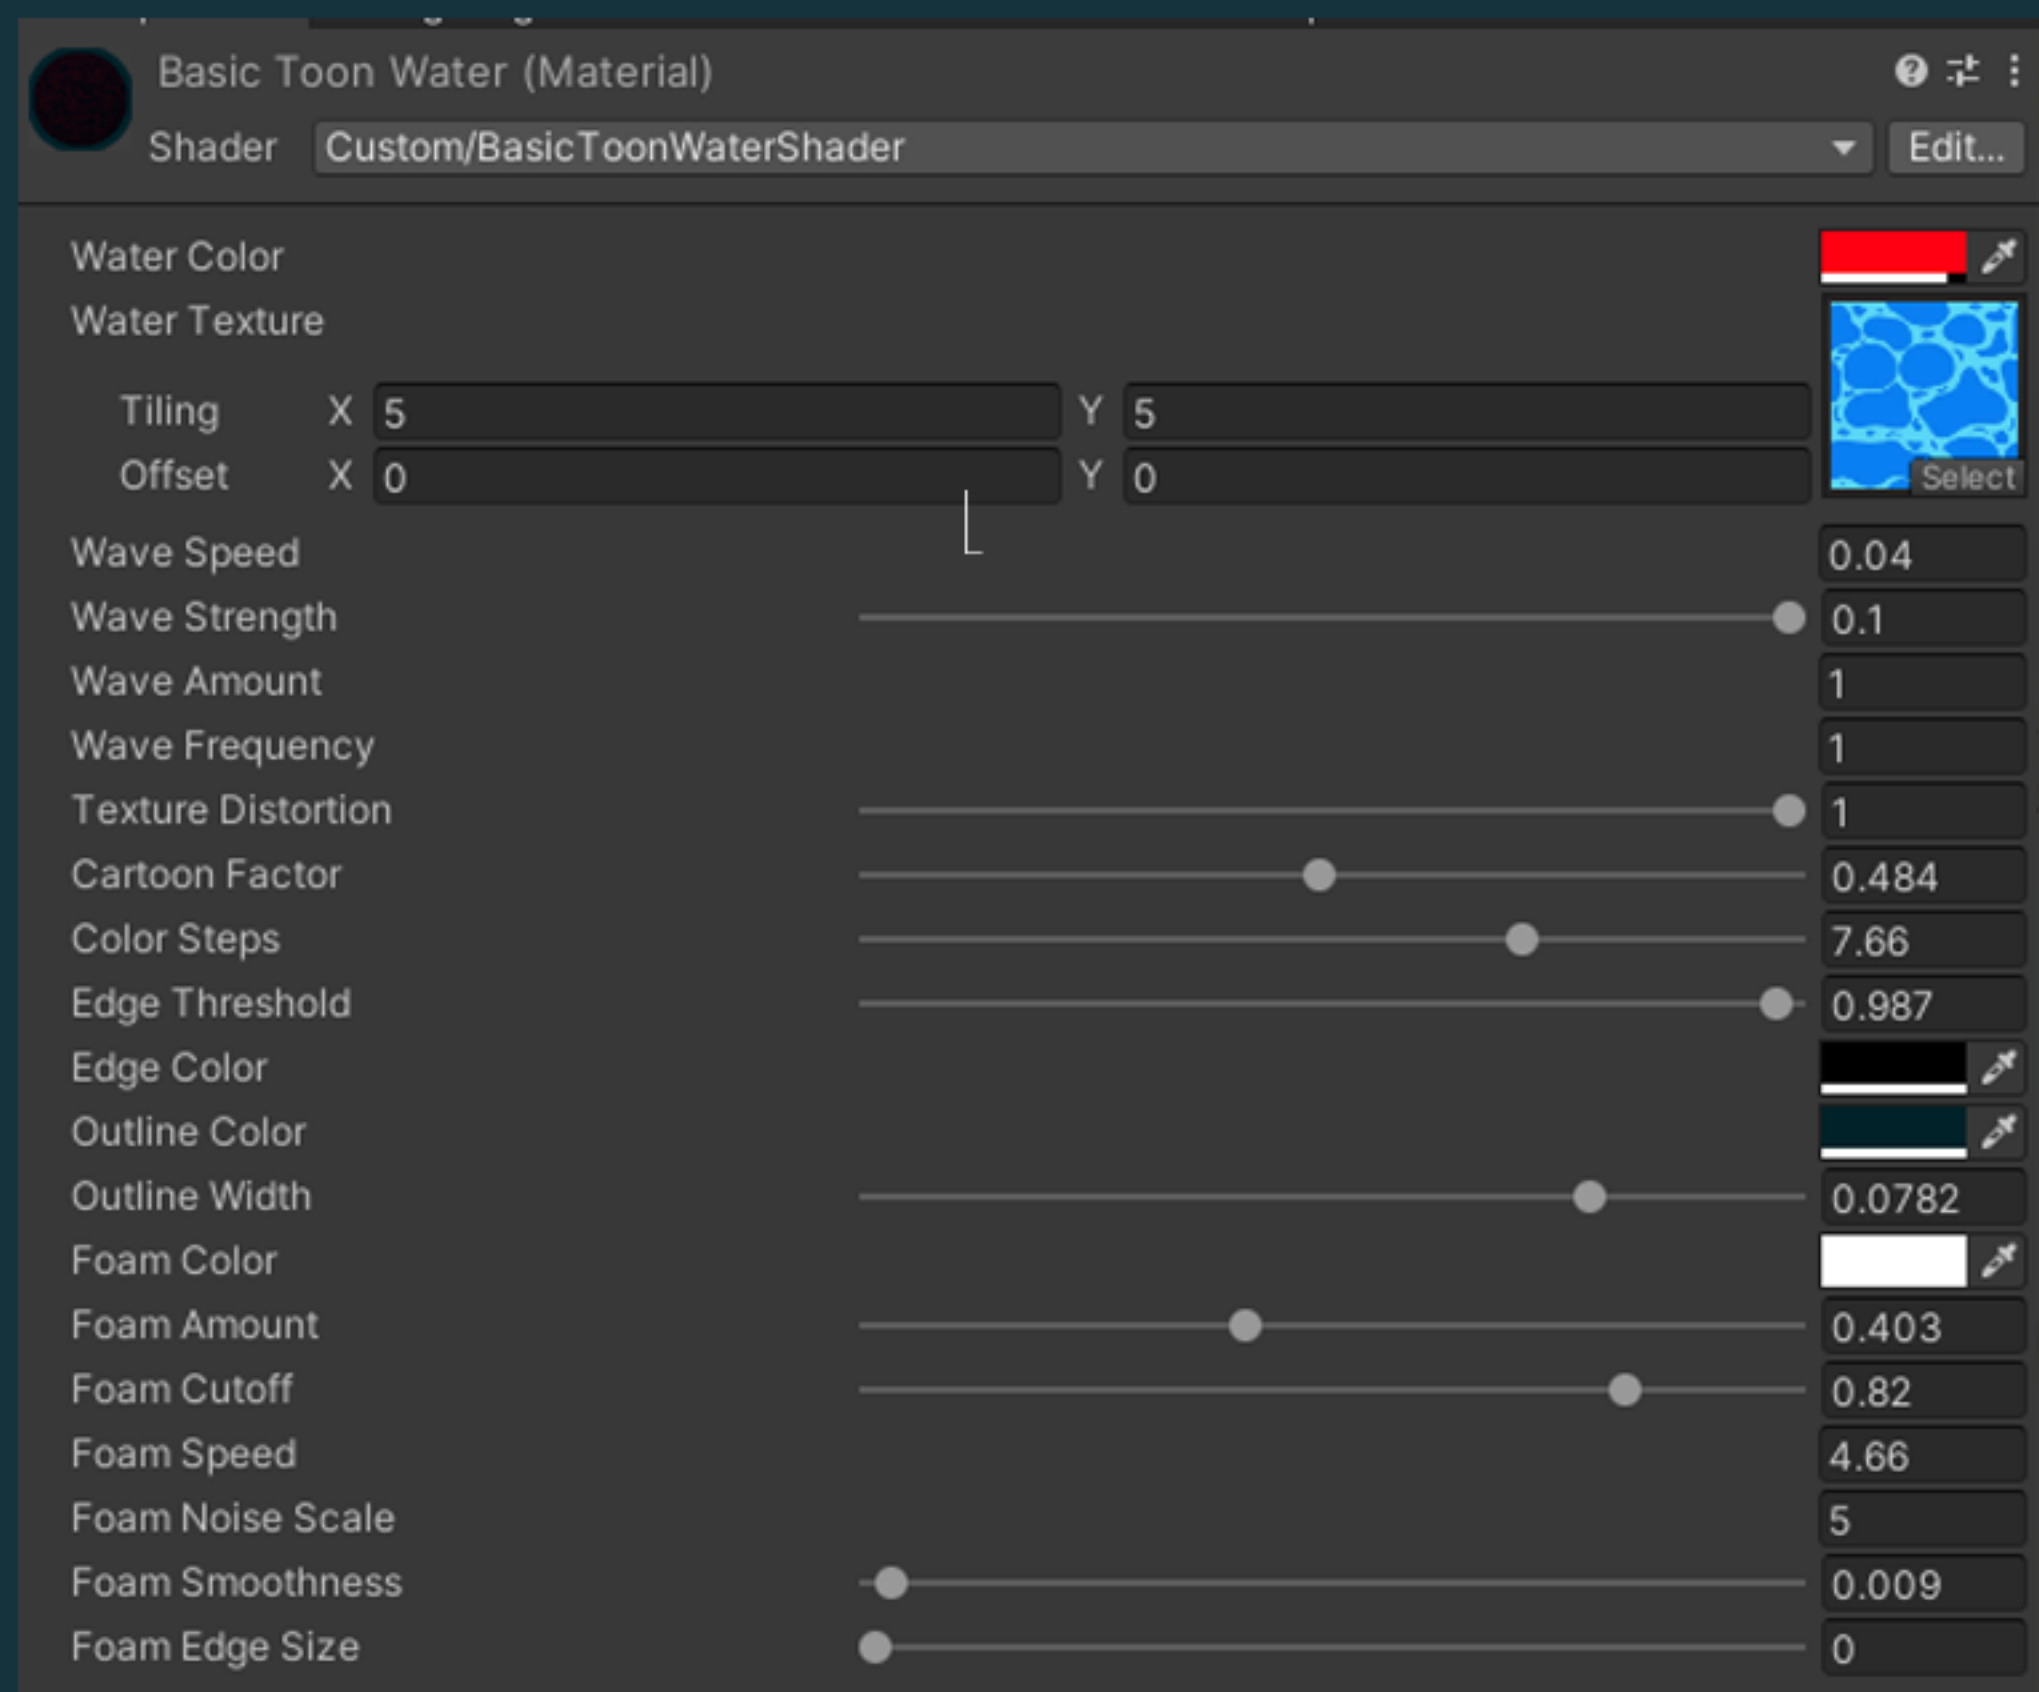 Basic Toon Water (Material)
Shader Custom/BasicToonWaterShader Edit...
Water Color
Water Texture
Tiling X 5 Y 5
Offset X 0 Y 0
Select
Wave Speed 0.04
Wave Strength 0.1
Wave Amount 1
Wave Frequency 1
Texture Distortion 1
Cartoon Factor 0.484
Color Steps 7.66
Edge Threshold 0.987
Edge Color
Outline Color
Outline Width 0.0782
Foam Color
Foam Amount 0.403
Foam Cutoff 0.82
Foam Speed 4.66
Foam Noise Scale 5
Foam Smoothness 0.009
Foam Edge Size 0